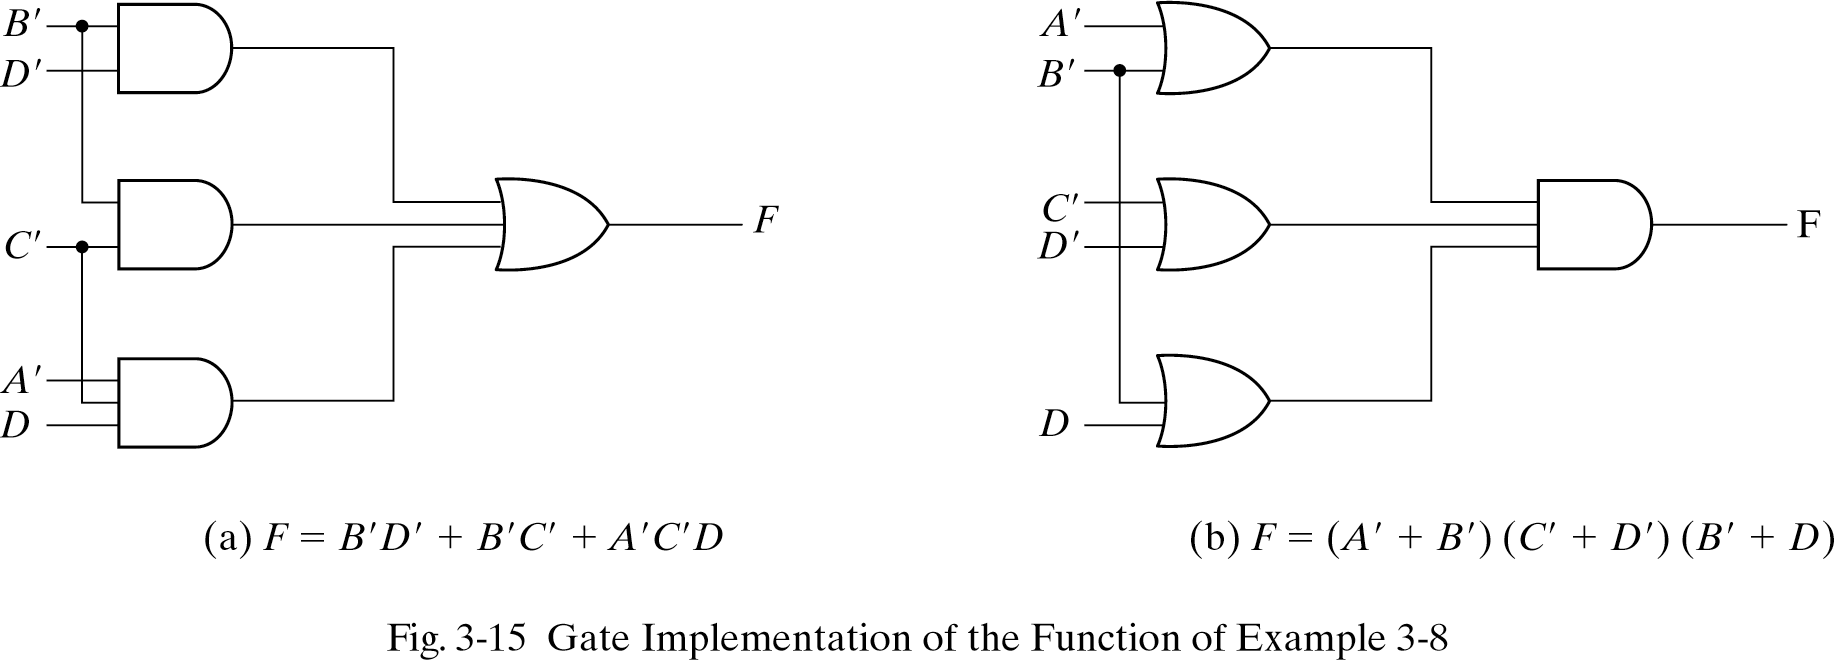 B′
D′
C′
A′
D
F
(a) F = B′D′ + B′C′ + A′C′D
A′
B′
C′
D′
D
F
(b) F = (A′ + B′) (C′ + D′) (B′ + D)
Fig. 3-15 Gate Implementation of the Function of Example 3-8